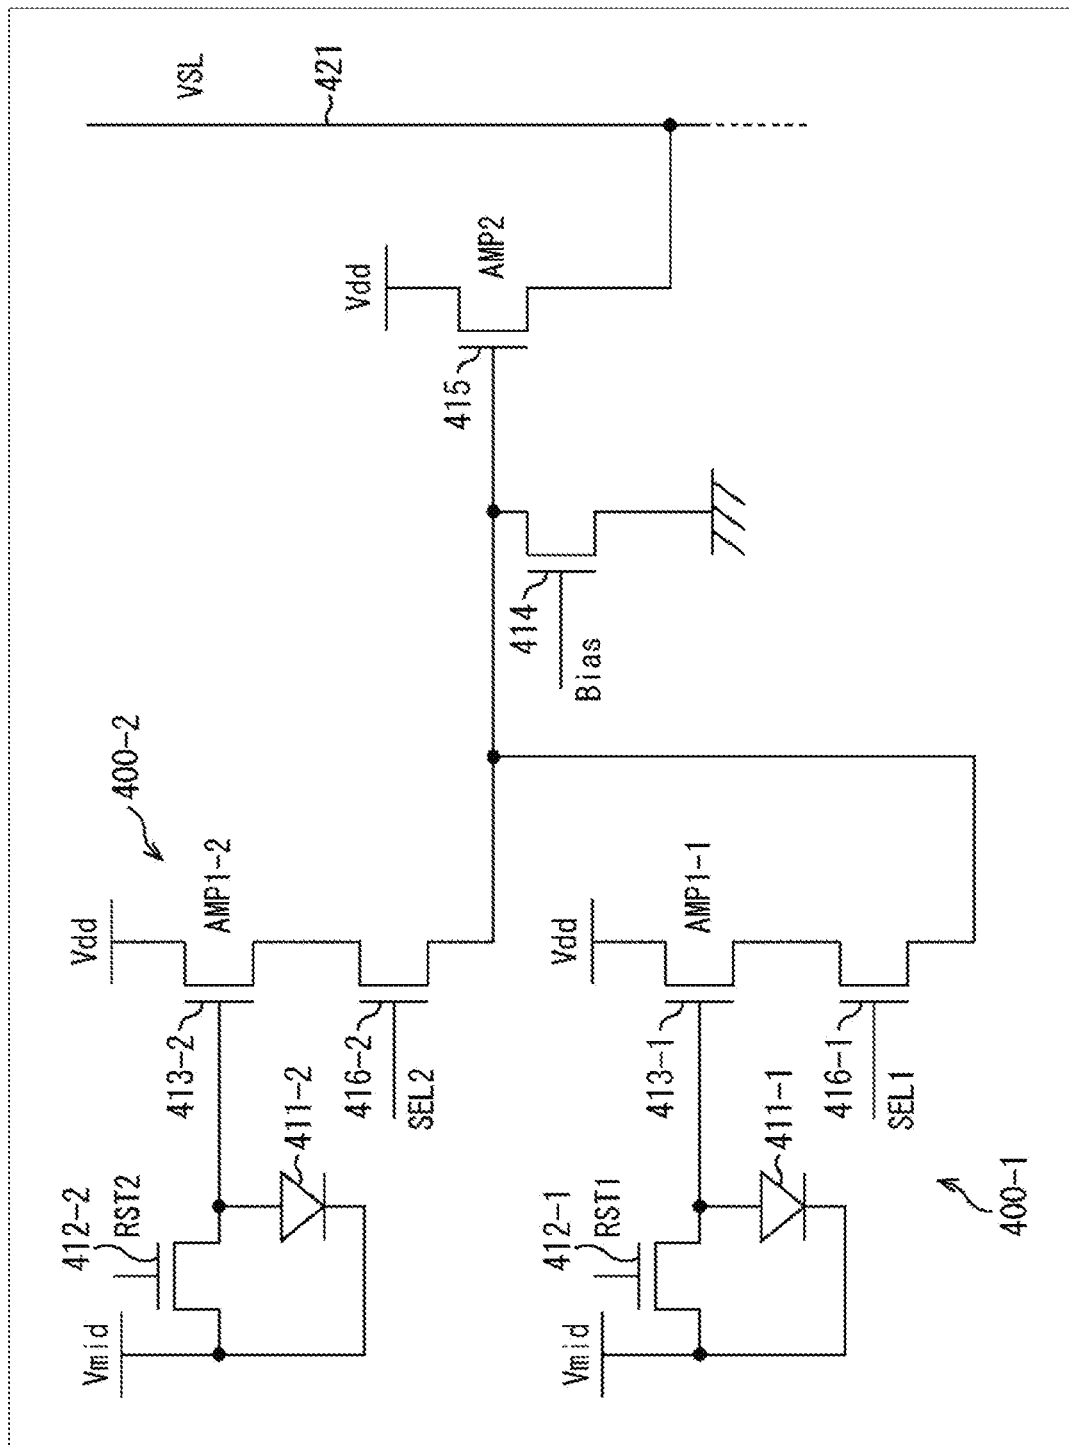 VSL
421
Vdd
AMP2
415
414
Bias
400-2
Vdd
AMP1-2
413-2
416-2
SEL2
411-2
412-2
RST2
Vmid
Vdd
AMP1-1
413-1
416-1
SEL1
411-1
412-1
RST1
Vmid
400-1